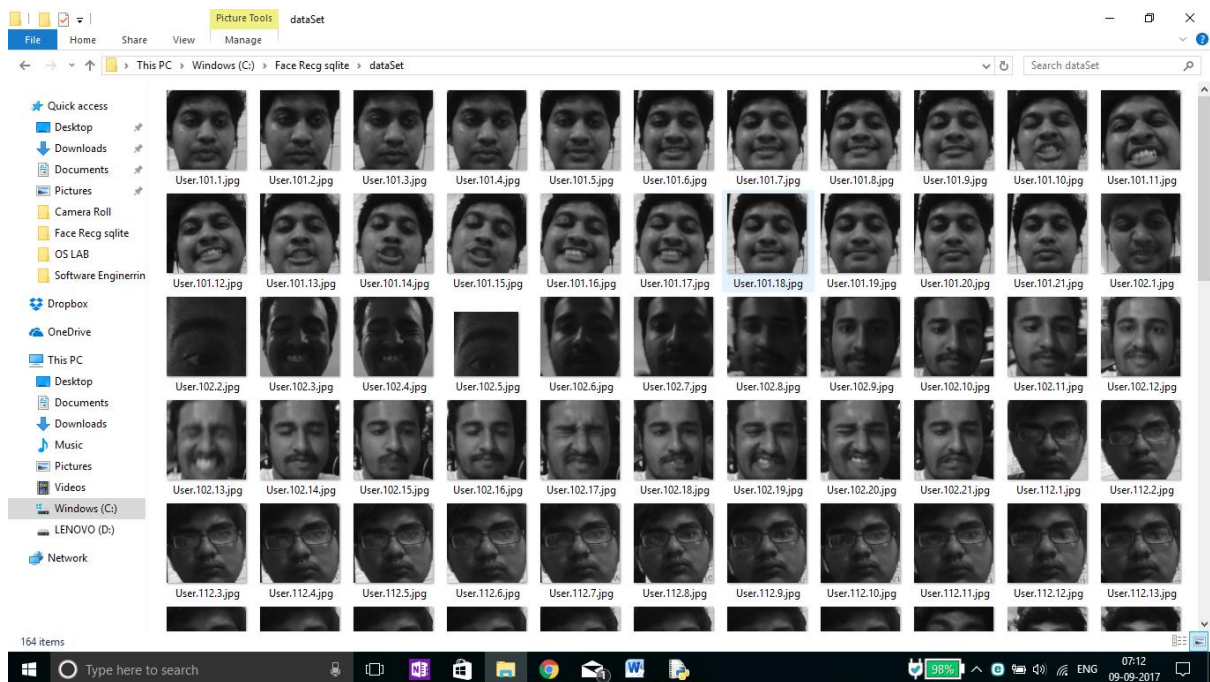 Picture Tools dataSet
File Home Share View Manage
This PC > Windows (C:) > Face Recg sqlite > dataSet
Search dataSet
Quick access
Desktop
Downloads
Documents
Pictures
Camera Roll
Face Recg sqlite
OS LAB
Software Enginerrin
Dropbox
OneDrive
This PC
Desktop
Documents
Downloads
Music
Pictures
Videos
Windows (C:)
LENOVO (D:)
Network
User.101.1.jpg User.101.2.jpg User.101.3.jpg User.101.4.jpg User.101.5.jpg User.101.6.jpg User.101.7.jpg User.101.8.jpg User.101.9.jpg User.101.10.jpg User.101.11.jpg
User.101.12.jpg User.101.13.jpg User.101.14.jpg User.101.15.jpg User.101.16.jpg User.101.17.jpg User.101.18.jpg User.101.19.jpg User.101.20.jpg User.101.21.jpg User.102.1.jpg
User.102.2.jpg User.102.3.jpg User.102.4.jpg User.102.5.jpg User.102.6.jpg User.102.7.jpg User.102.8.jpg User.102.9.jpg User.102.10.jpg User.102.11.jpg User.102.12.jpg
User.102.13.jpg User.102.14.jpg User.102.15.jpg User.102.16.jpg User.102.17.jpg User.102.18.jpg User.102.19.jpg User.102.20.jpg User.102.21.jpg User.112.1.jpg User.112.2.jpg
User.112.3.jpg User.112.4.jpg User.112.5.jpg User.112.6.jpg User.112.7.jpg User.112.8.jpg User.112.9.jpg User.112.10.jpg User.112.11.jpg User.112.12.jpg User.112.13.jpg
164 items
Type here to search
98% ENG 07:12
09-09-2017